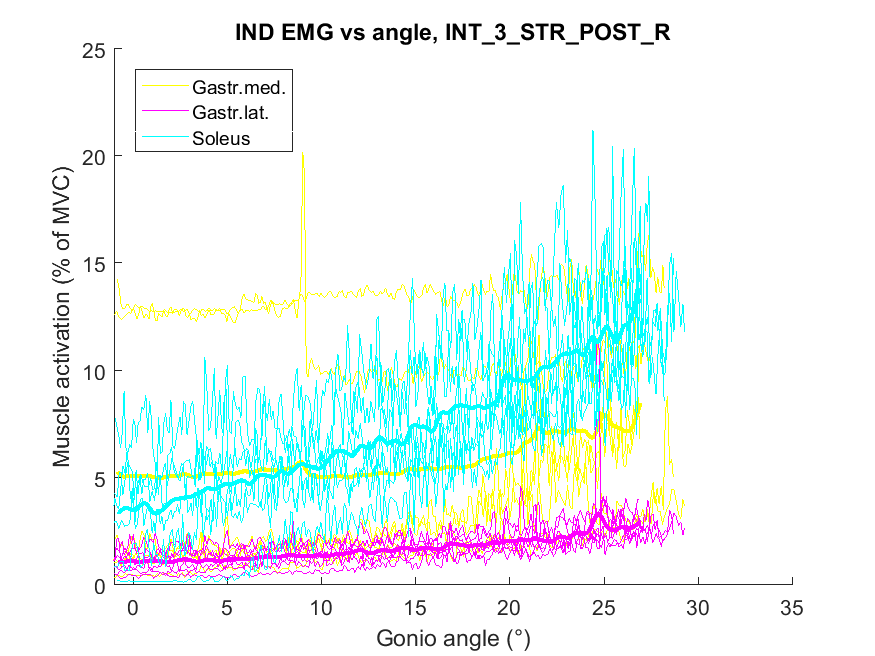 IND EMG vs angle, INT_3_STR_POST_R
25
20
15
10
5
0
Muscle activation (% of MVC)
Gastr.med.
Gastr.lat.
Soleus
0 5 10 15 20 25 30 35
Gonio angle (°)